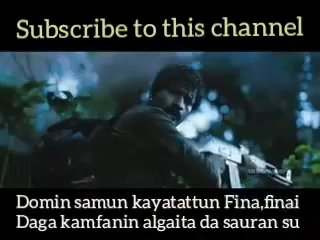 Subscribe to this channel
Domin samun kayatattun Fina,finai
Daga kamfanin algaita da sauran su